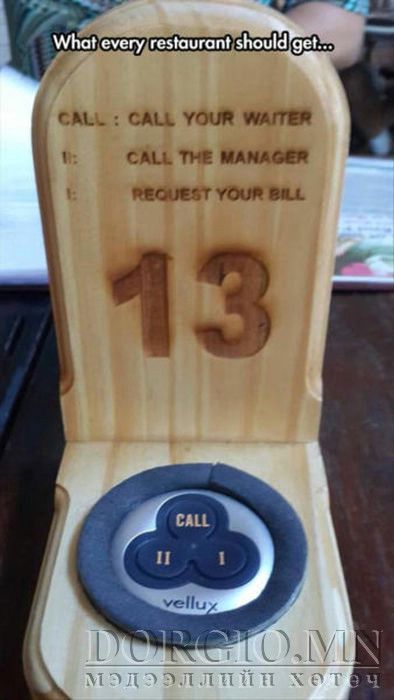 What every restaurant should get...
CALL : CALL YOUR WAITER
II: CALL THE MANAGER
I: REQUEST YOUR BILL
13
CALL
II I
vellux
DORGIO.MN
МЭДЭЭЛЛИЙН ХӨТӨЧ